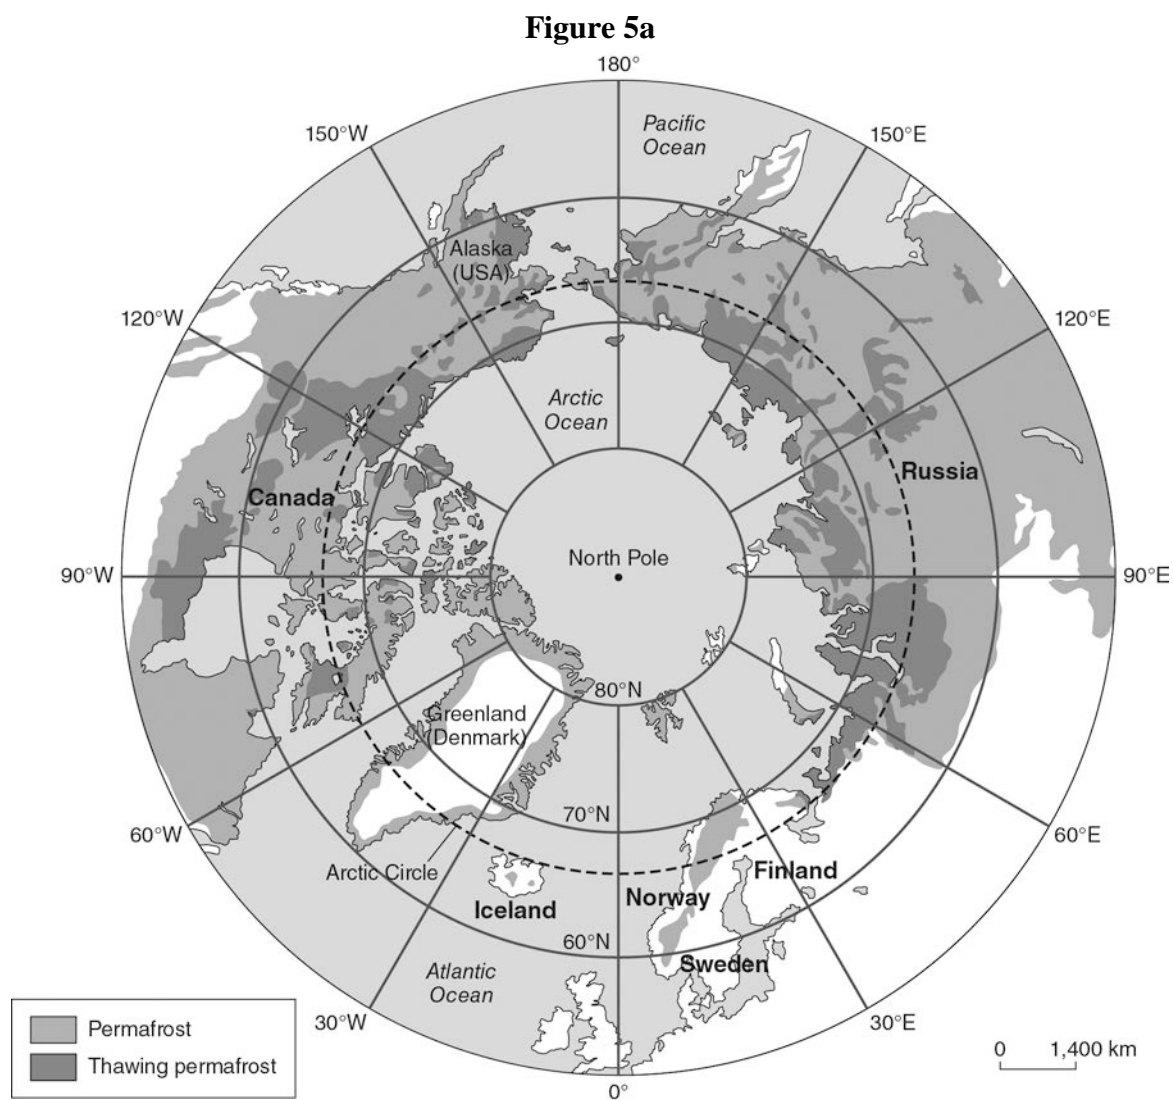 Figure 5a
180°
150°W
Pacific
Ocean
150°E
Alaska
(USA)
120°W
120°E
Arctic
Ocean
Russia
Canada
North Pole
90°W
90°E
80°N
Greenland
(Denmark)
70°N
60°W
60°E
Arctic Circle
Finland
Norway
Iceland
60°N
Sweden
Atlantic
Ocean
30°W
30°E
0°
Permafrost
Thawing permafrost
0 1,400 km